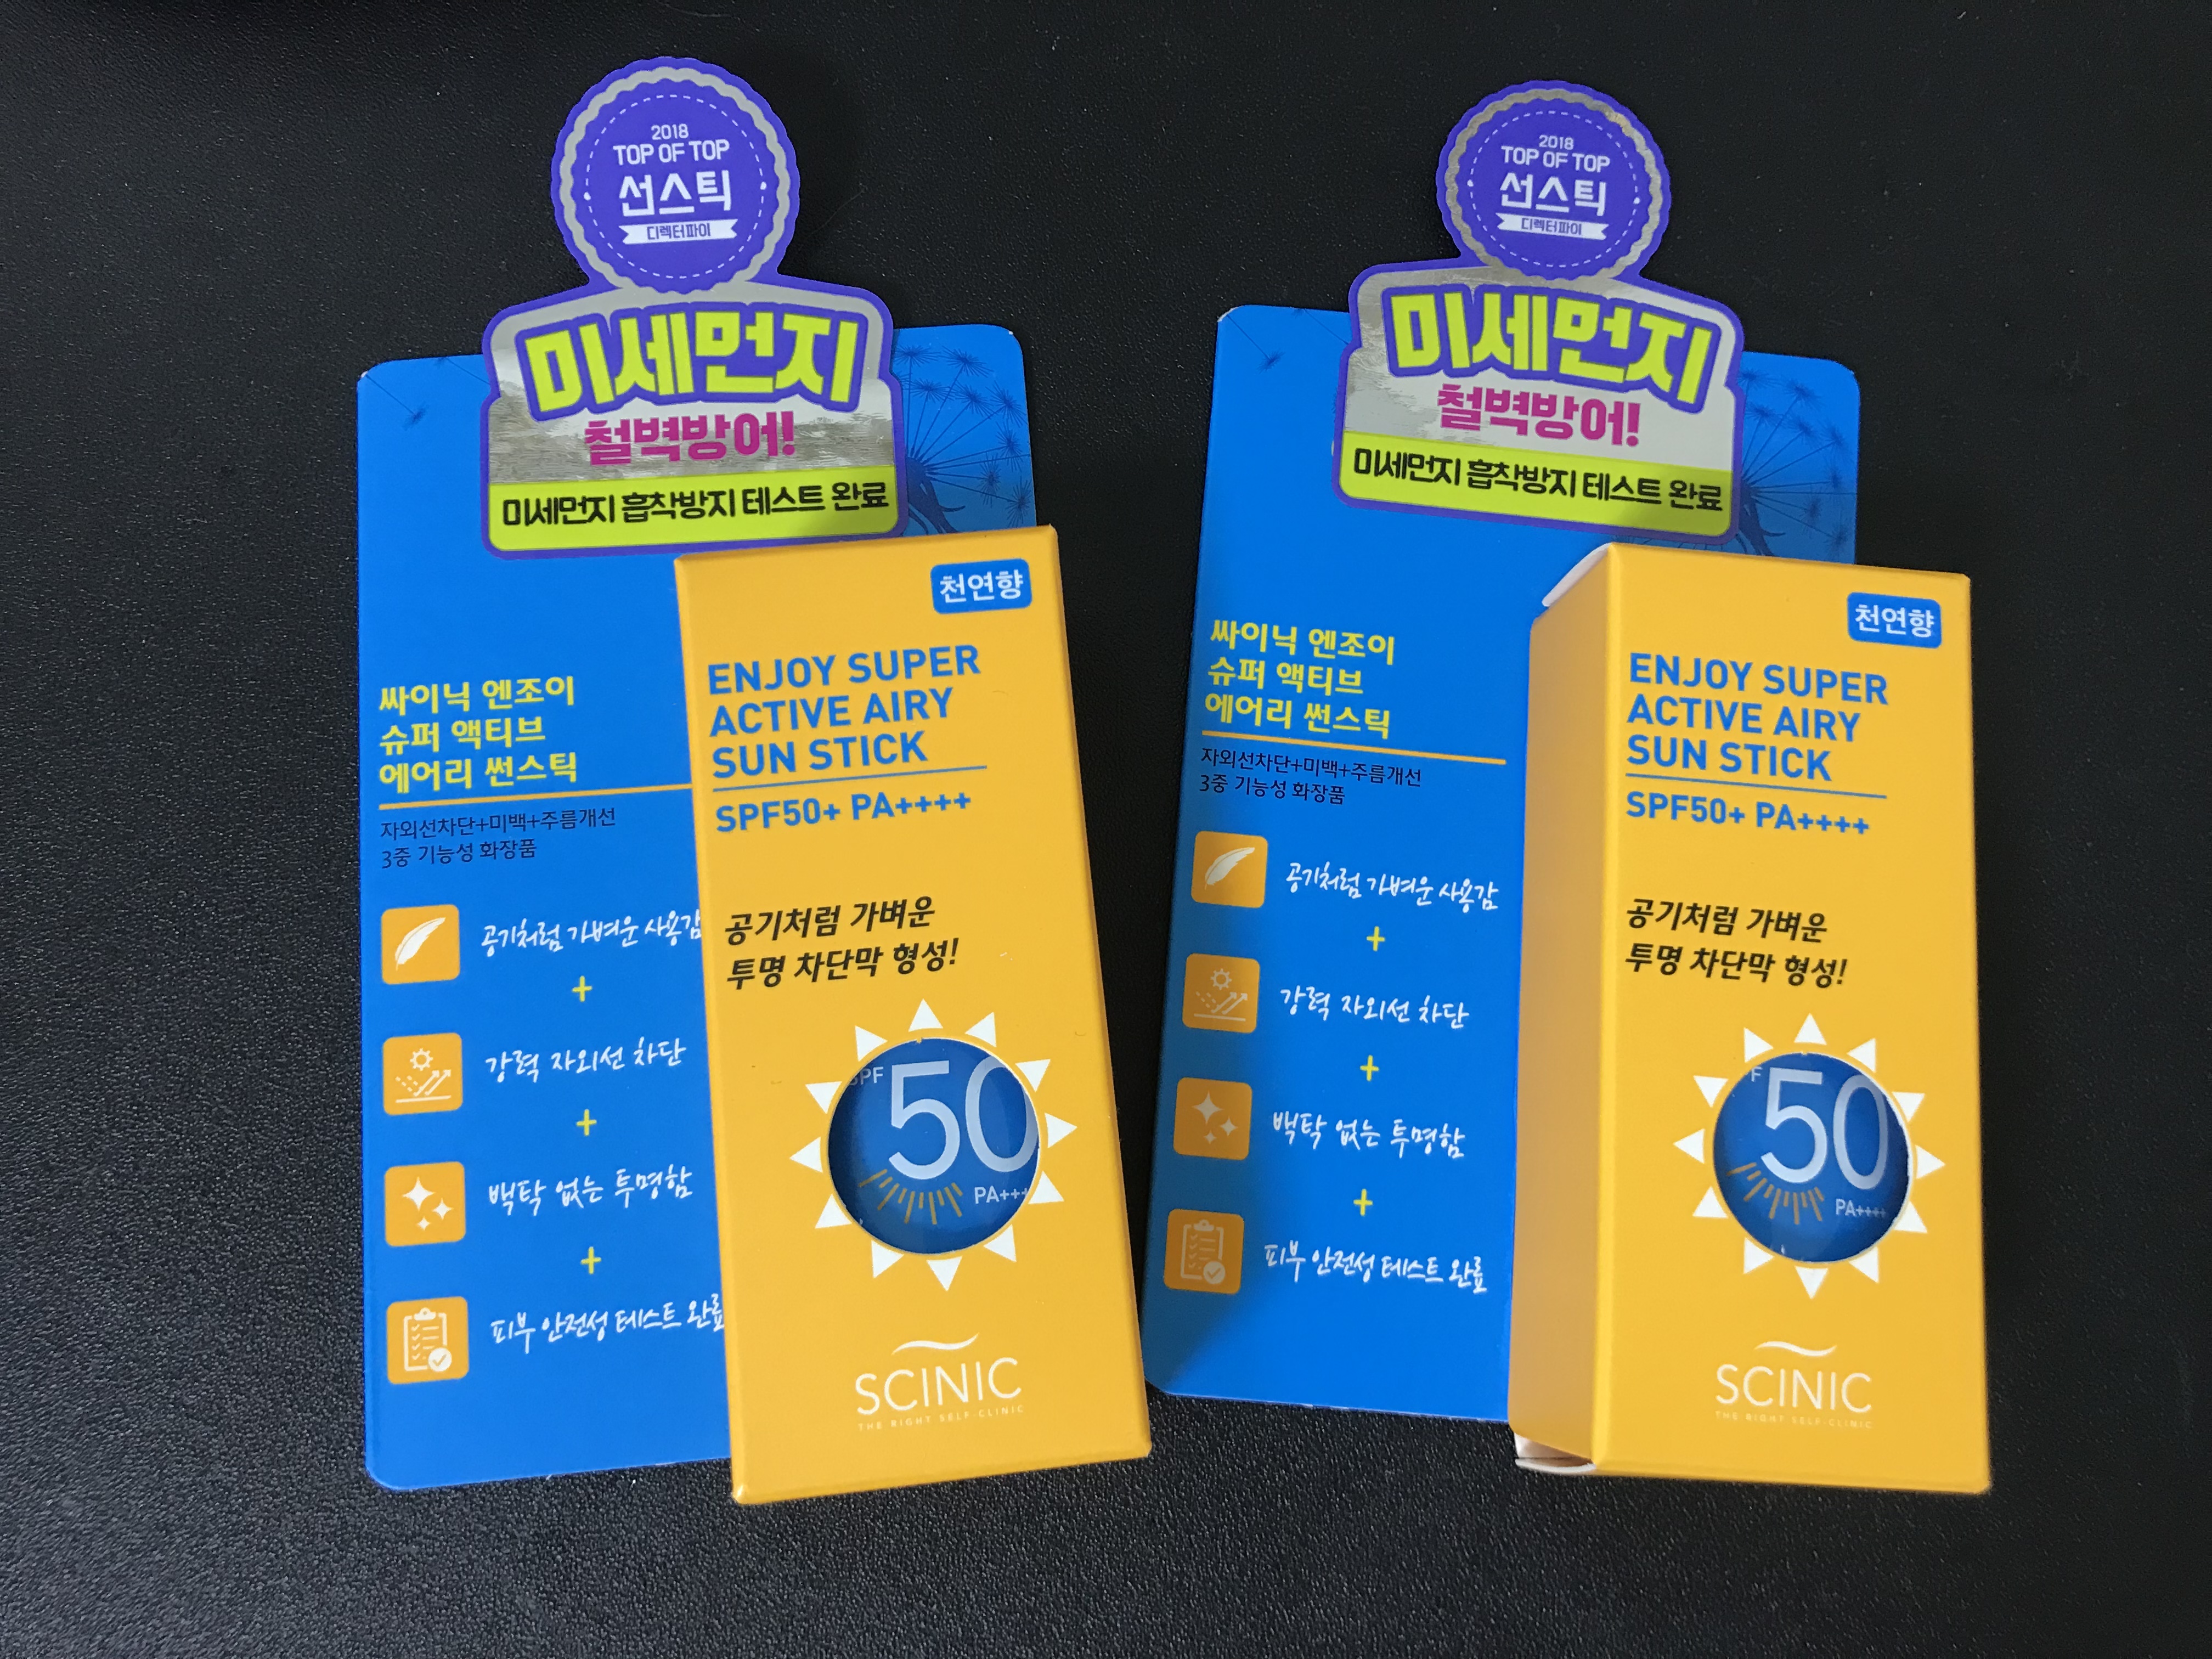 2018
TOP OF TOP
선스틱
디렉터파이
미세먼지
철벽방어!
미세먼지 흡착방지 테스트 완료
싸이닉 엔조이
슈퍼 액티브
에어리 썬스틱
자외선차단+미백+주름개선
3중 기능성 화장품
공기처럼 가벼운 사용감
+
강력 자외선 차단
+
백탁 없는 투명함
+
피부 안전성 테스트 완료
천연향
ENJOY SUPER
ACTIVE AIRY
SUN STICK
SPF50+ PA++++
공기처럼 가벼운
투명 차단막 형성!
SPF
50
PA+++
SCINIC
THE RIGHT SELF-CLINIC
2018
TOP OF TOP
선스틱
디렉터파이
미세먼지
철벽방어!
미세먼지 흡착방지 테스트 완료
싸이닉 엔조이
슈퍼 액티브
에어리 썬스틱
자외선차단+미백+주름개선
3중 기능성 화장품
공기처럼 가벼운 사용감
+
강력 자외선 차단
+
백탁 없는 투명함
+
피부 안전성 테스트 완료
천연향
ENJOY SUPER
ACTIVE AIRY
SUN STICK
SPF50+ PA++++
공기처럼 가벼운
투명 차단막 형성!
F
50
PA++++
SCINIC
THE RIGHT SELF-CLINIC